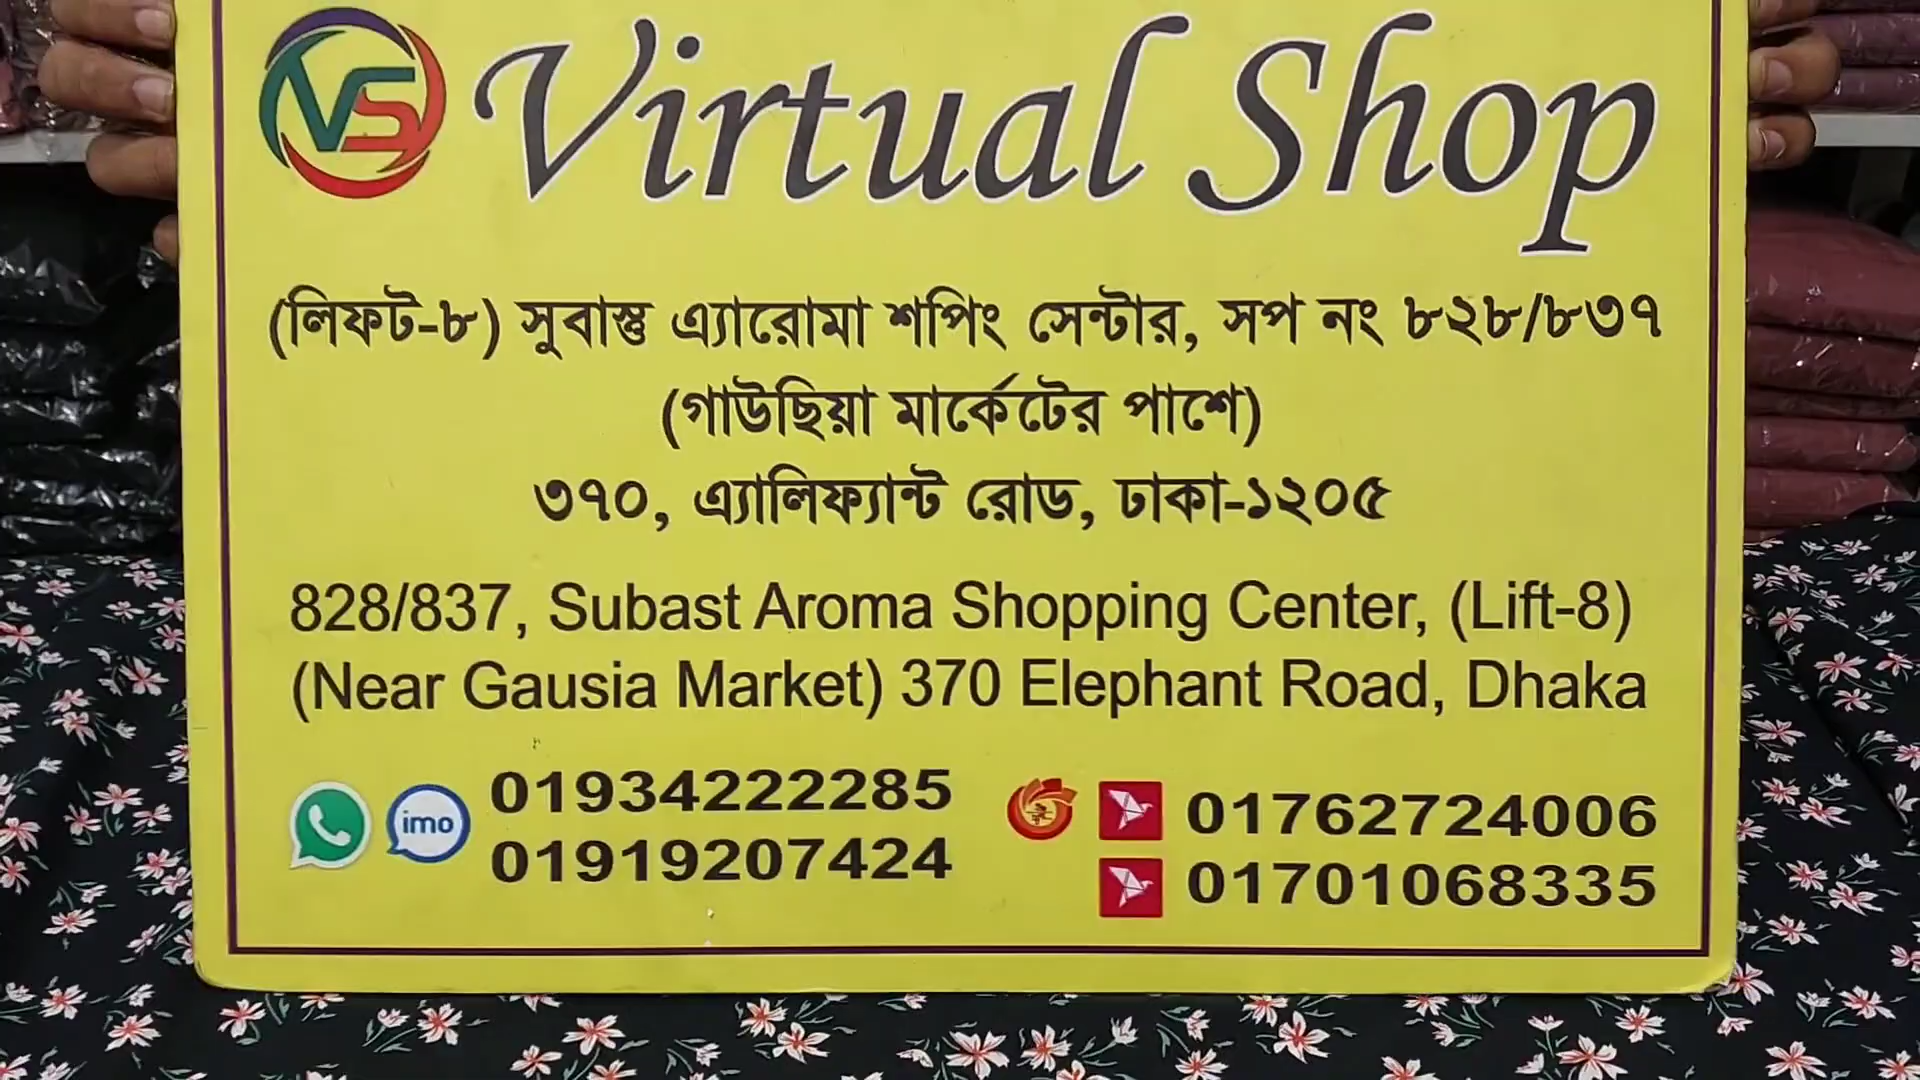 VS Virtual Shop
(লিফট-৮) সুবাস্তু এ্যারোমা শপিং সেন্টার, সপ নং ৮২৮/৮৩৭
(গাউছিয়া মার্কেটের পাশে)
৩৭০, এ্যালিফ্যান্ট রোড, ঢাকা-১২০৫
828/837, Subast Aroma Shopping Center, (Lift-8)
(Near Gausia Market) 370 Elephant Road, Dhaka
imo 01934222285
01919207424
01762724006
01701068335